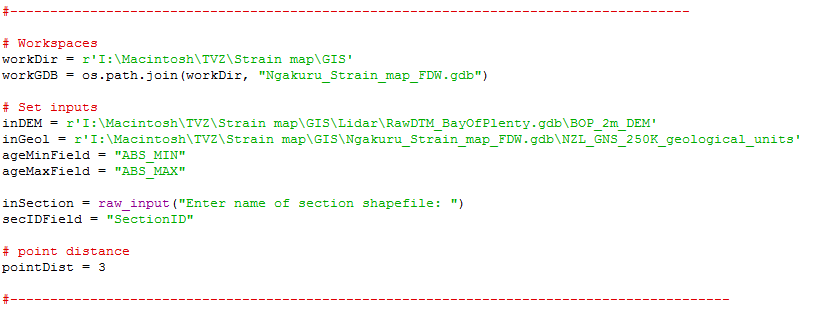 #-------------------------------------------------------------------------------------
# Workspaces
workDir = r'I:\Macintosh\TVZ\Strain map\GIS'
workGDB = os.path.join(workDir, "Ngakuru_Strain_map_FDW.gdb")
# Set inputs
inDEM = r'I:\Macintosh\TVZ\Strain map\GIS\Lidar\RawDTM_BayOfPlenty.gdb\BOP_2m_DEM'
inGeol = r'I:\Macintosh\TVZ\Strain map\GIS\Ngakuru_Strain_map_FDW.gdb\NZL_GNS_250K_geological_units'
ageMinField = "ABS_MIN"
ageMaxField = "ABS_MAX"
inSection = raw_input("Enter name of section shapefile: ")
secIDField = "SectionID"
# point distance
pointDist = 3
#------------------------------------------------------------------------------------------